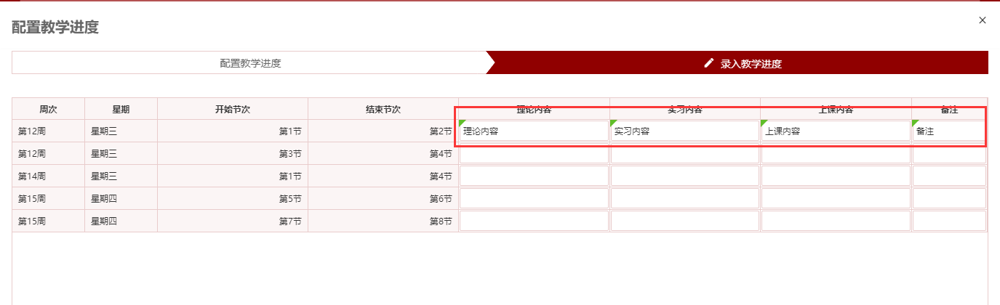 配置教学进度
配置教学进度 录入教学进度
周次 星期 开始节次 结束节次 理论内容 实习内容 上课内容 备注
第12周 星期三 第1节 第2节 理论内容 实习内容 上课内容 备注
第12周 星期三 第3节 第4节
第14周 星期三 第1节 第4节
第15周 星期四 第5节 第6节
第15周 星期四 第7节 第8节